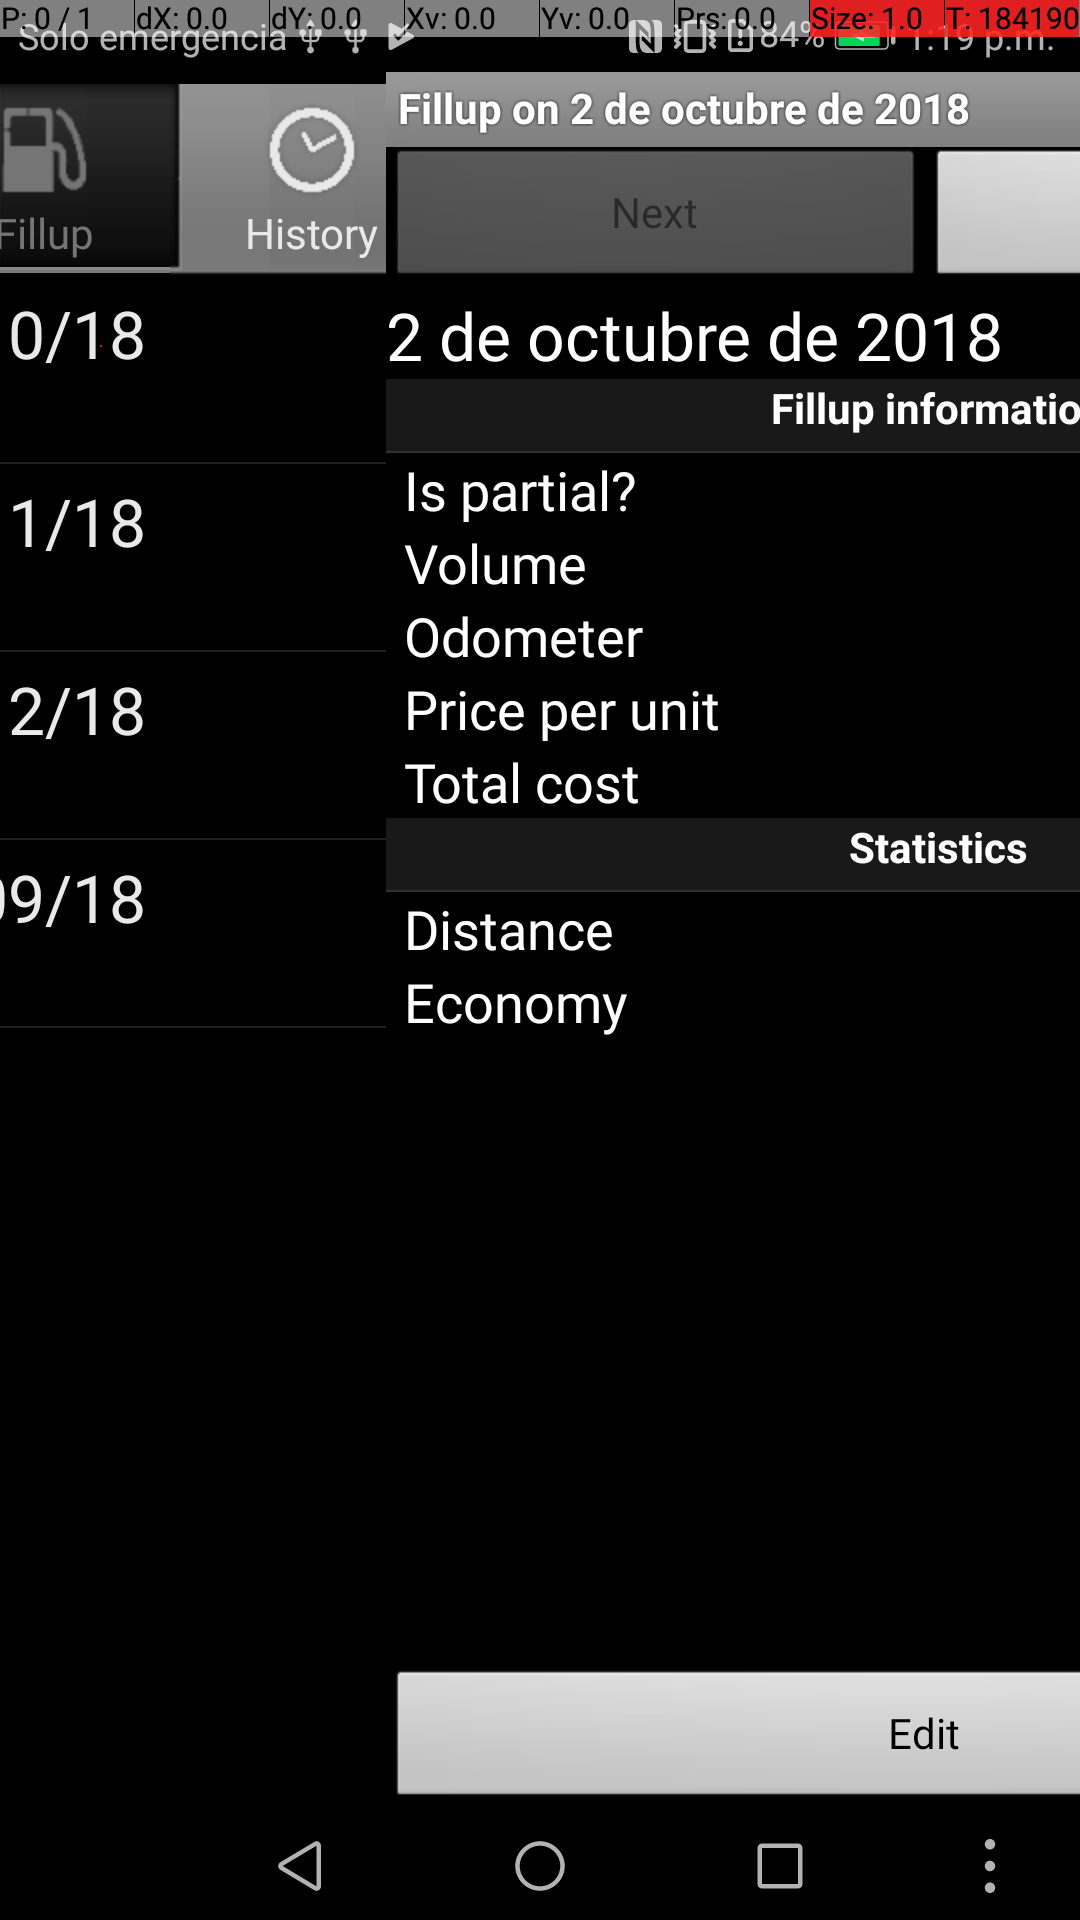 P: 0 / 1 dX: 0.0 dY: 0.0 Xv: 0.0 Yv: 0.0 Prs: 0.0 Size: 1.0 T: 184190
Solo emergencia 84% 1:19 p.m.
Fillup on 2 de octubre de 2018
Fillup
History
Next
0/18
1/18
2/18
09/18
2 de octubre de 2018
Fillup informatio
Is partial?
Volume
Odometer
Price per unit
Total cost
Statistics
Distance
Economy
Edit